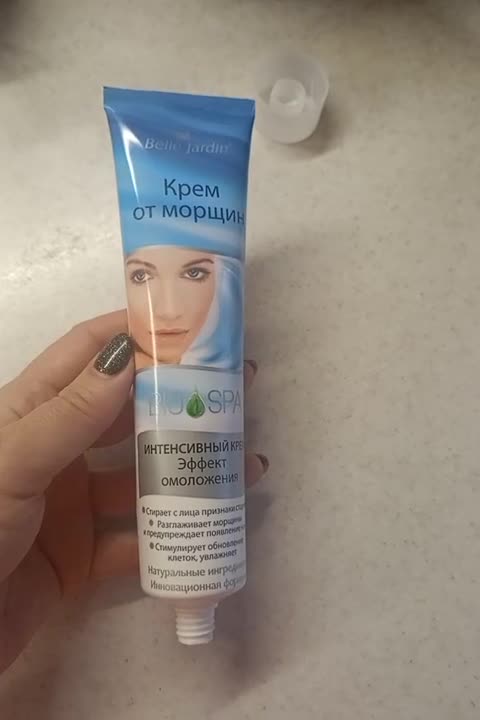 Belle Jardin
Крем
от морщин
BIO SPA
ИНТЕНСИВНЫЙ
Эффект
омоложения
Стирает с лица признаки
Разглаживает морщины
и предупреждает
Стимулирует обновление
клеток, увлажняет
Натуральные
Инновационная